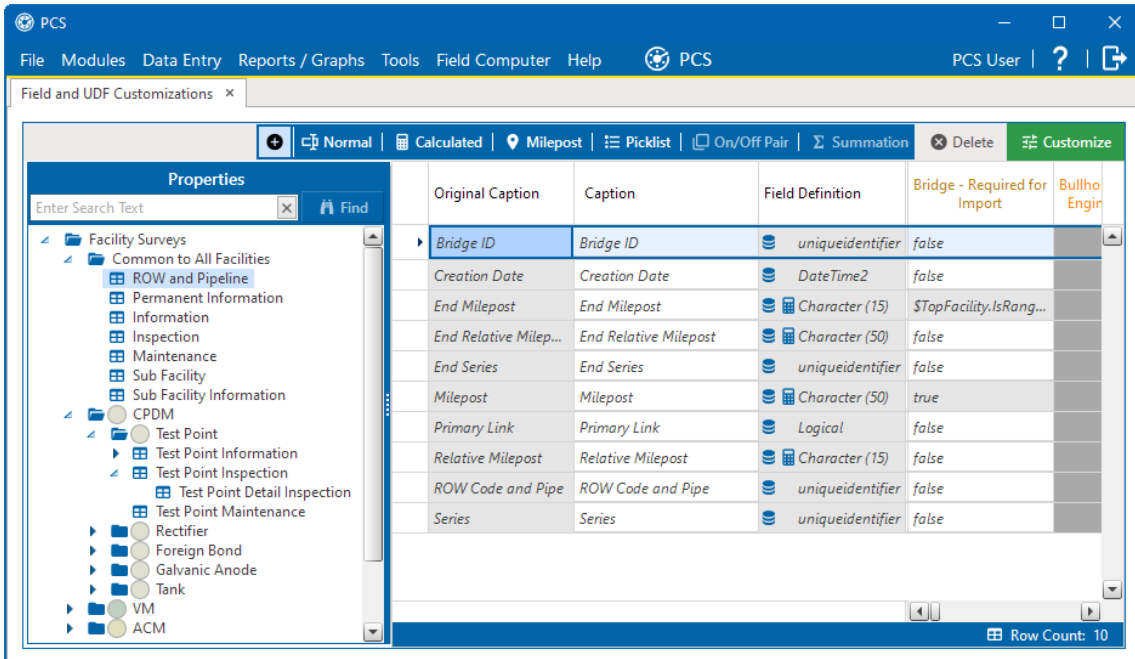 PCS
File Modules Data Entry Reports / Graphs Tools Field Computer Help PCS PCS User | ? |
Field and UDF Customizations ×
Normal | Calculated | Milepost | Picklist | On/Off Pair | Σ Summation Delete Customize
Properties
Enter Search Text × Find
Facility Surveys
Common to All Facilities
ROW and Pipeline
Permanent Information
Information
Inspection
Maintenance
Sub Facility
Sub Facility Information
CPDM
Test Point
Test Point Information
Test Point Inspection
Test Point Detail Inspection
Test Point Maintenance
Rectifier
Foreign Bond
Galvanic Anode
Tank
VM
ACM
Original Caption Caption Field Definition Bridge - Required for Import Bullho Engin
Bridge ID Bridge ID uniqueidentifier false
Creation Date Creation Date DateTime2 false
End Milepost End Milepost Character (15) $TopFacility.IsRang...
End Relative Milep... End Relative Milepost Character (50) false
End Series End Series uniqueidentifier false
Milepost Milepost Character (50) true
Primary Link Primary Link Logical false
Relative Milepost Relative Milepost Character (15) false
ROW Code and Pipe ROW Code and Pipe uniqueidentifier false
Series Series uniqueidentifier false
Row Count: 10